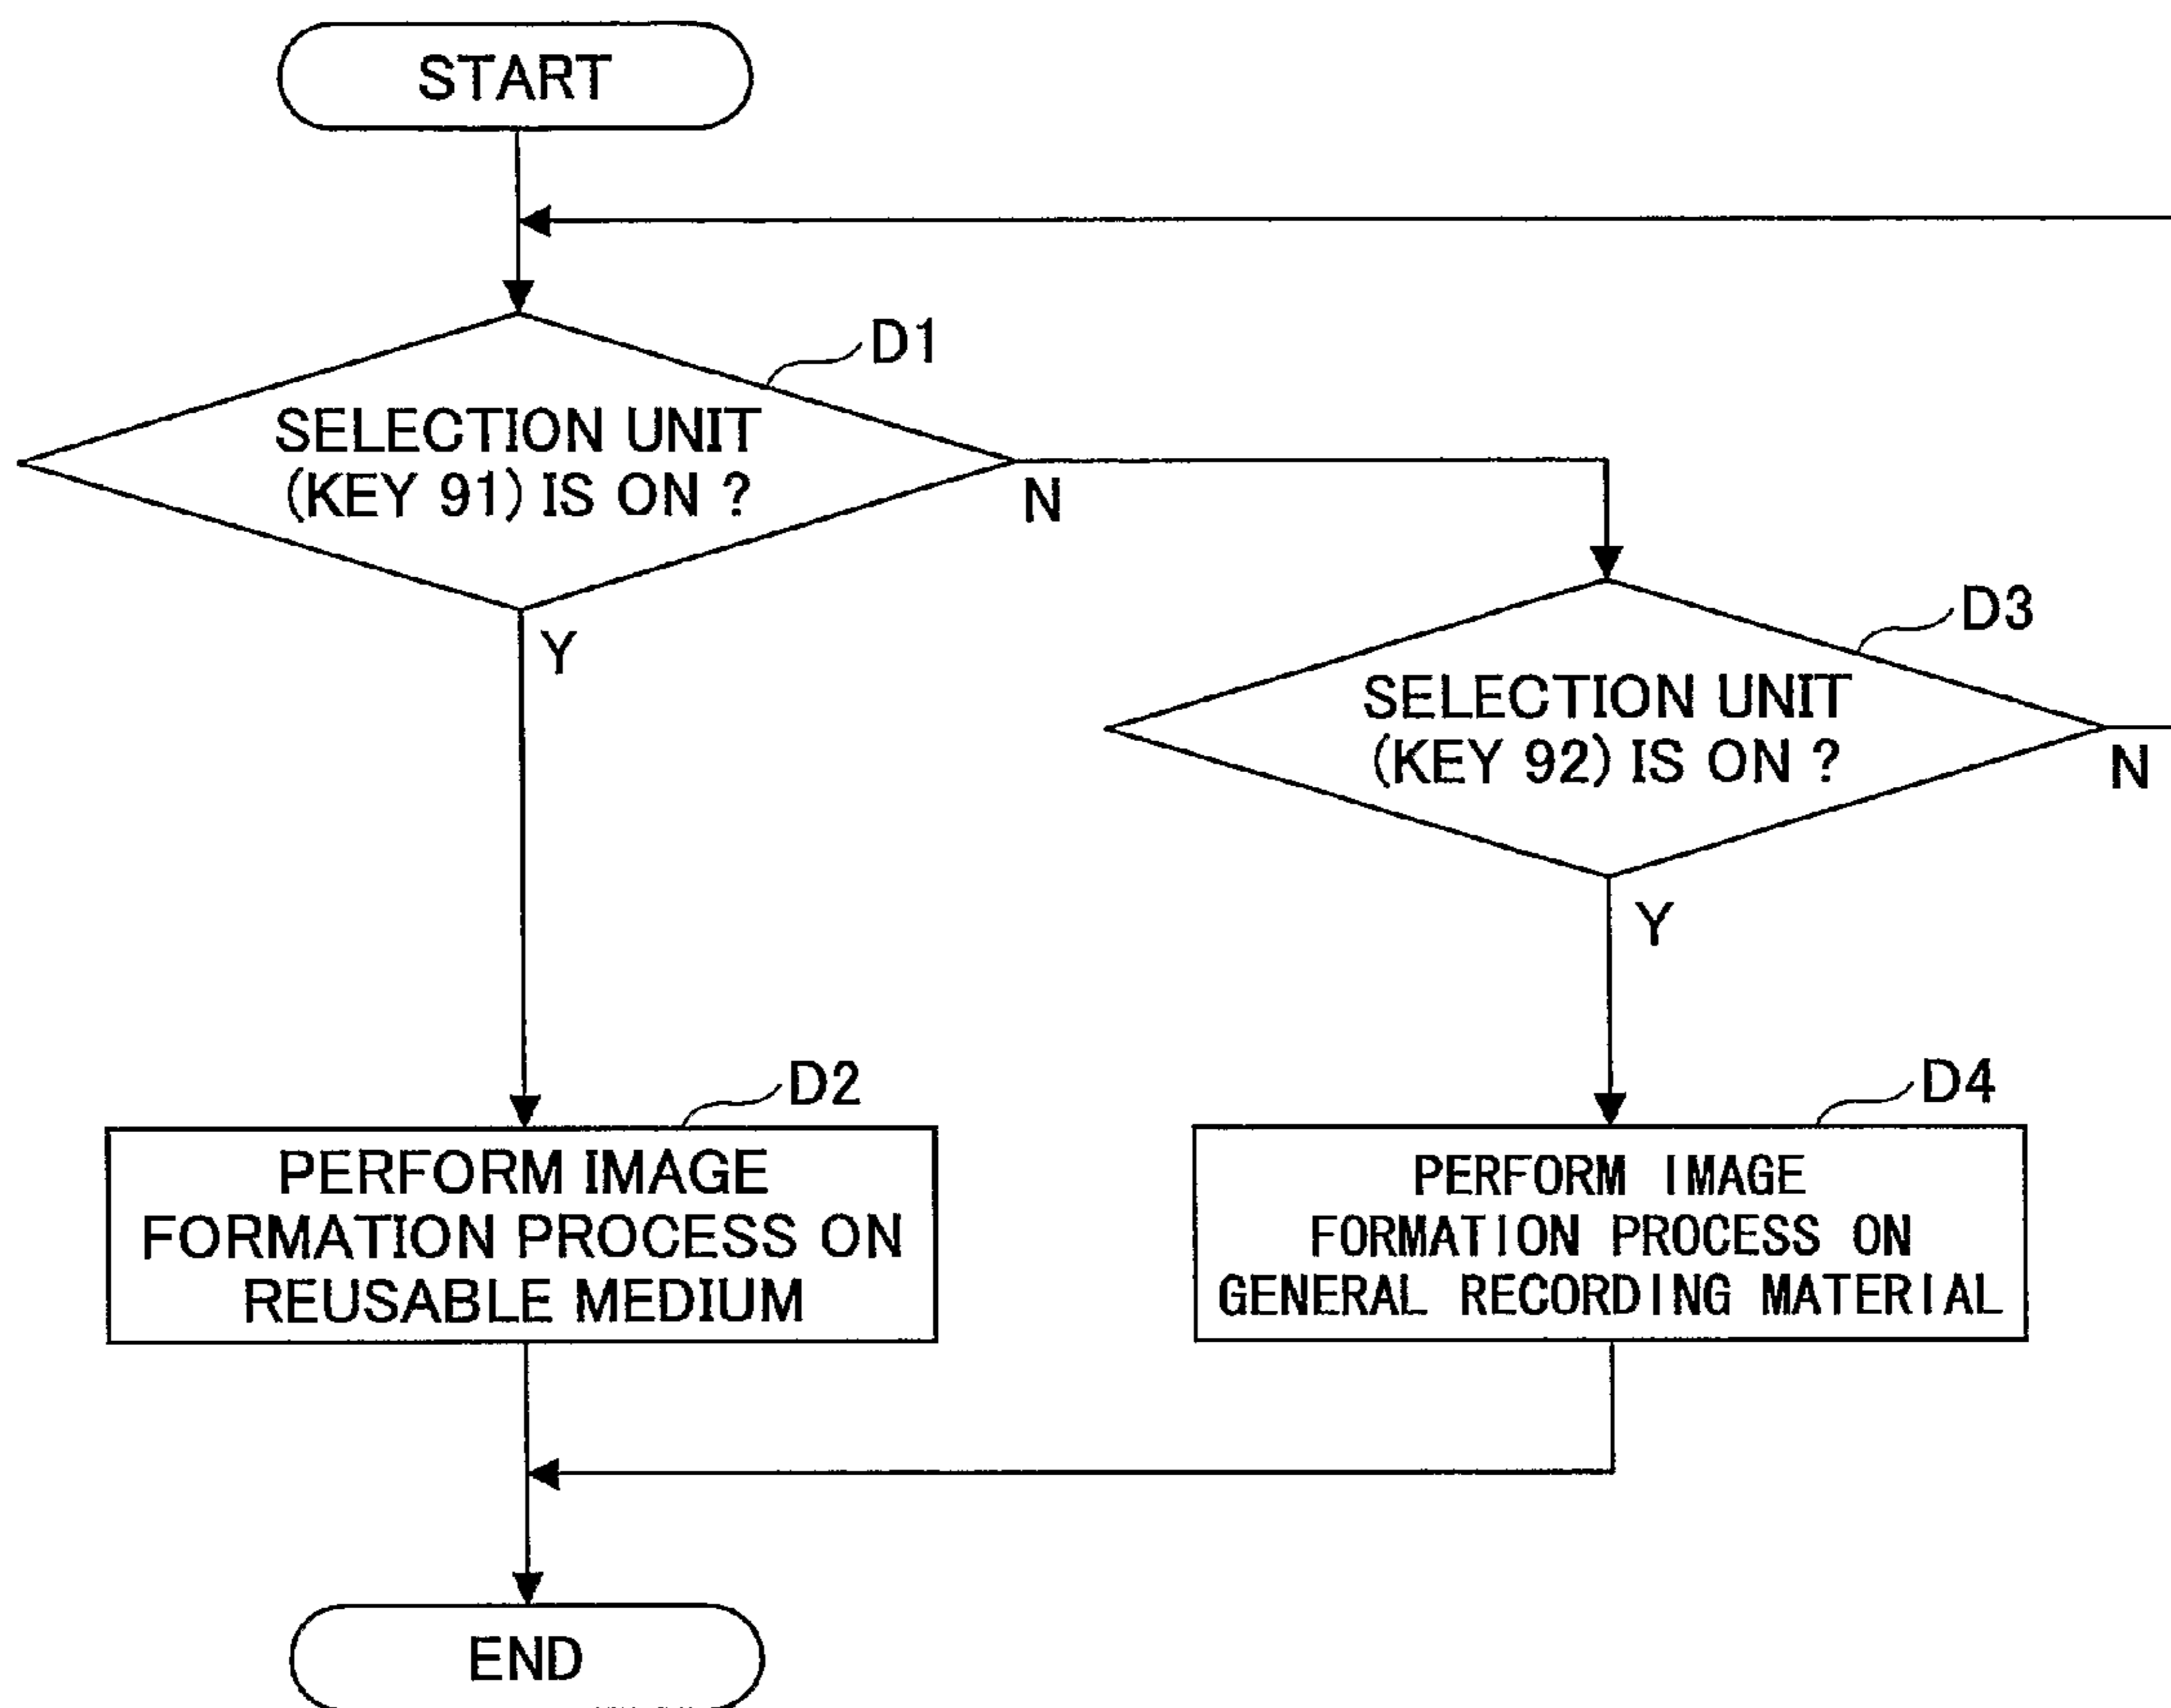 START
D1
SELECTION UNIT
(KEY 91) IS ON ?
N
Y
D3
SELECTION UNIT
(KEY 92) IS ON ?
N
Y
D2
PERFORM IMAGE
FORMATION PROCESS ON
REUSABLE MEDIUM
D4
PERFORM IMAGE
FORMATION PROCESS ON
GENERAL RECORDING MATERIAL
END